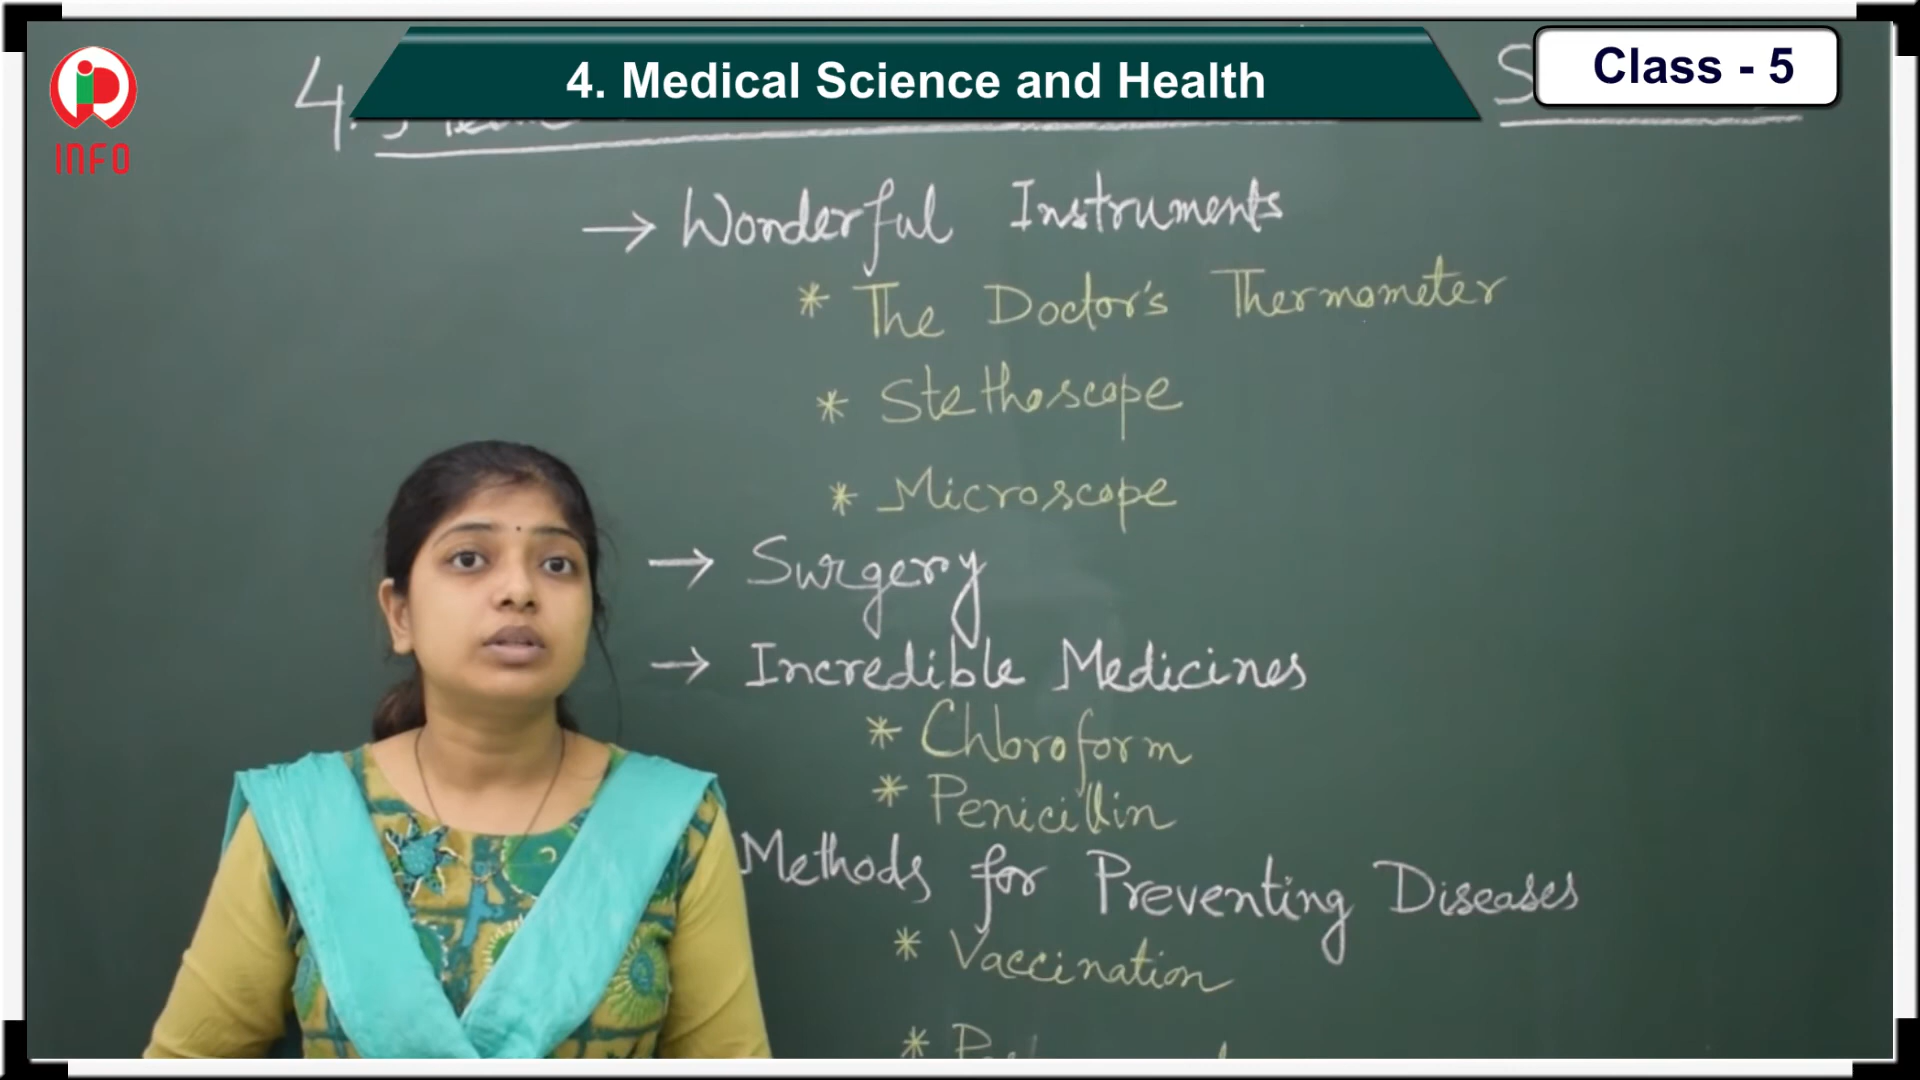 4. Medical Science and Health
Class - 5
INFO
4.
→ Wonderful Instruments
* The Doctor's Thermometer
* Stethoscope
* Microscope
→ Surgery
→ Incredible Medicines
* Chloroform
* Penicillin
Methods for Preventing Diseases
* Vaccination
*